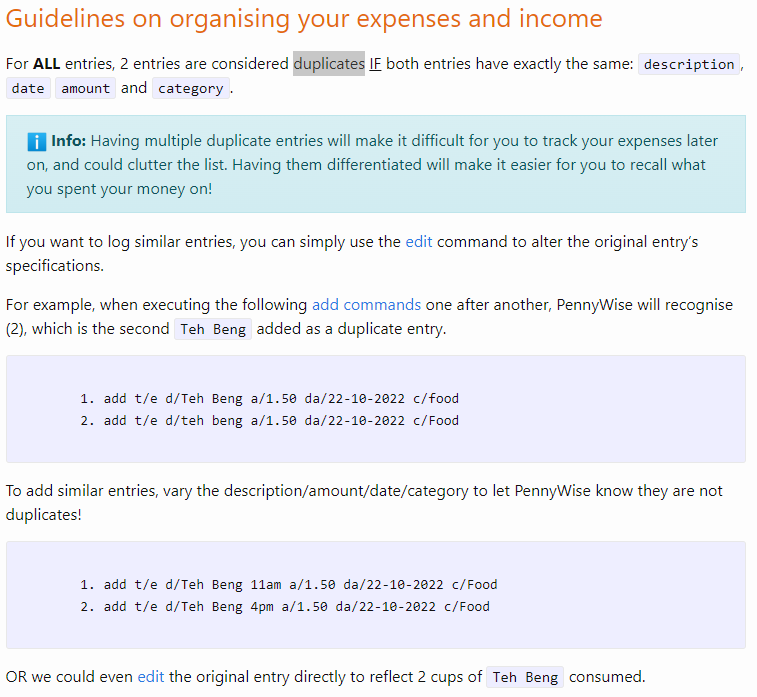 Guidelines on organising your expenses and income
For ALL entries, 2 entries are considered duplicates IF both entries have exactly the same: description,
date amount and category.
Info: Having multiple duplicate entries will make it difficult for you to track your expenses later
on, and could clutter the list. Having them differentiated will make it easier for you to recall what
you spent your money on!
If you want to log similar entries, you can simply use the edit command to alter the original entry's
specifications.
For example, when executing the following add commands one after another, PennyWise will recognise
(2), which is the second Teh Beng added as a duplicate entry.
1. add t/e d/Teh Beng a/1.50 da/22-10-2022 c/food
2. add t/e d/teh beng a/1.50 da/22-10-2022 c/Food
To add similar entries, vary the description/amount/date/category to let PennyWise know they are not
duplicates!
1. add t/e d/Teh Beng 11am a/1.50 da/22-10-2022 c/Food
2. add t/e d/Teh Beng 4pm a/1.50 da/22-10-2022 c/Food
OR we could even edit the original entry directly to reflect 2 cups of Teh Beng consumed.